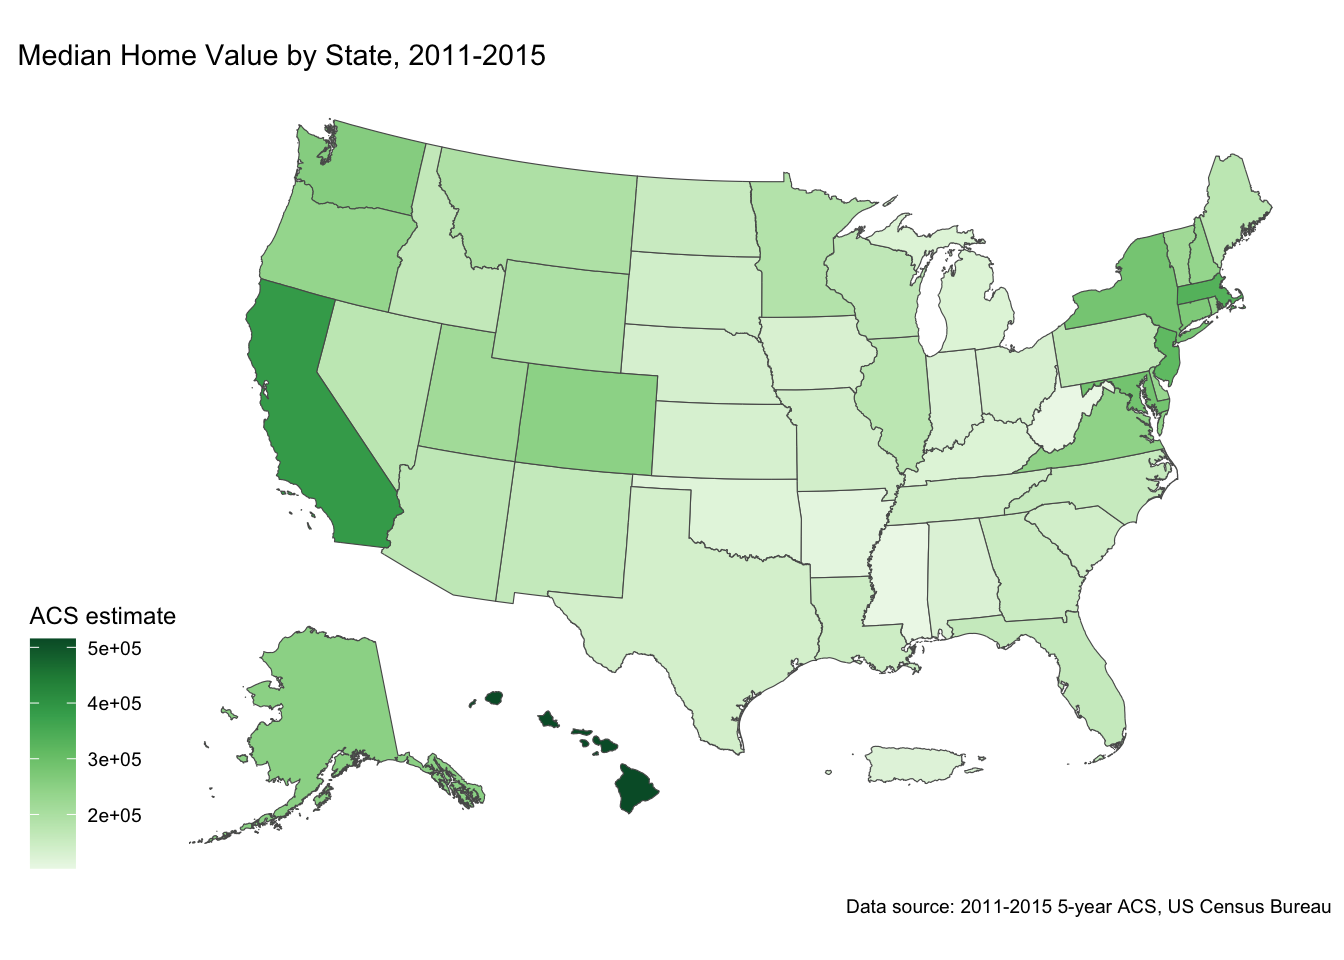 Median Home Value by State, 2011-2015
ACS estimate
5e+05
4e+05
3e+05
2e+05
Data source: 2011-2015 5-year ACS, US Census Bureau